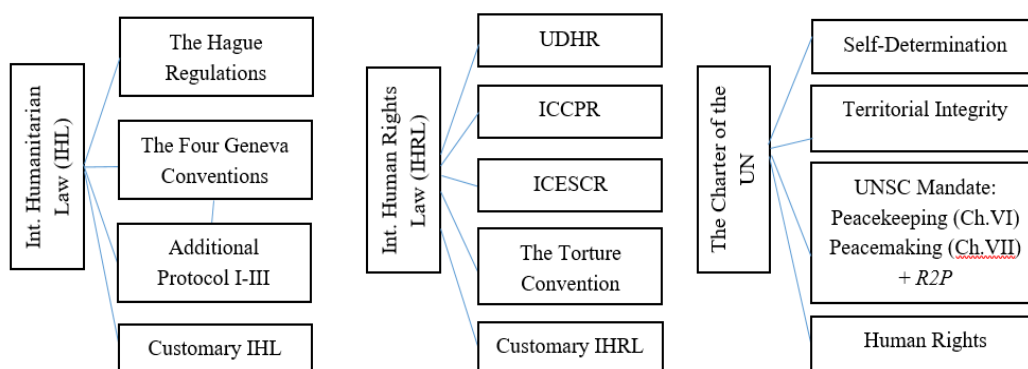 Int. Humanitarian
Law (IHL)
The Hague
Regulations
The Four Geneva
Conventions
Additional
Protocol I-III
Customary IHL
Int. Human Rights
Law (IHRL)
UDHR
ICCPR
ICESCR
The Torture
Convention
Customary IHRL
The Charter of the
UN
Self-Determination
Territorial Integrity
UNSC Mandate:
Peacekeeping (Ch.VI)
Peacemaking (Ch.VII)
+ R2P
Human Rights